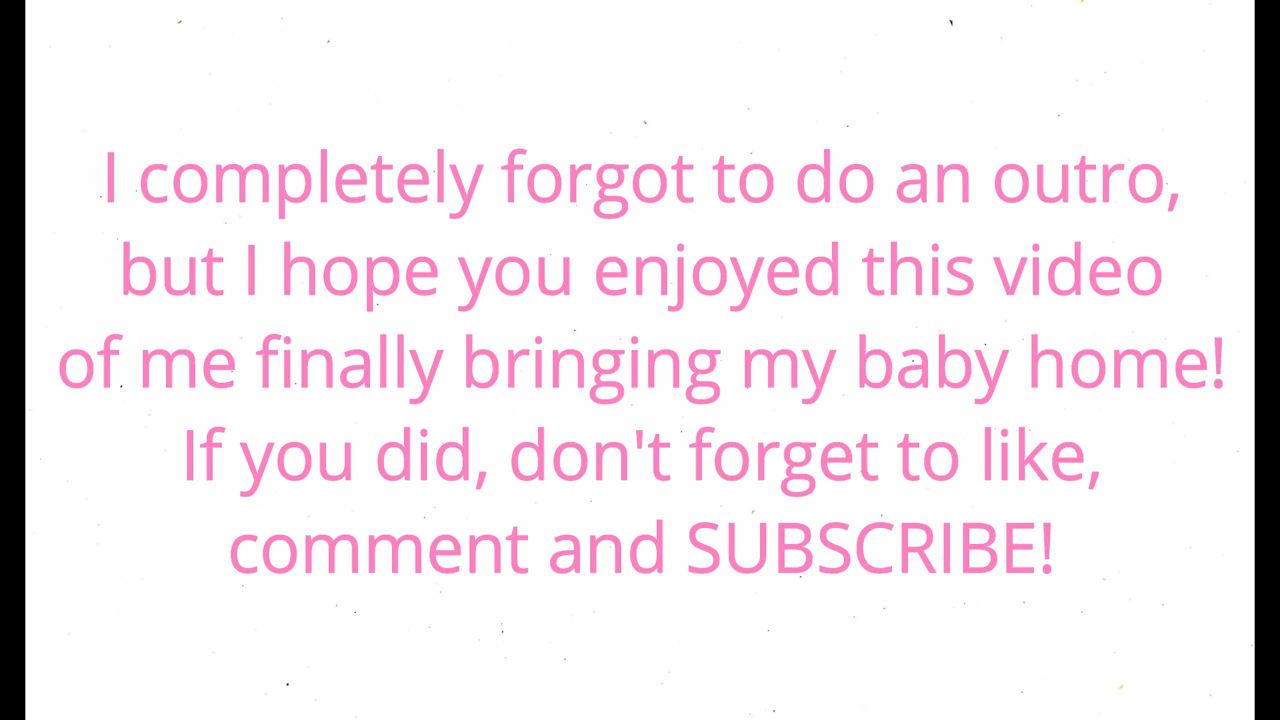 I completely forgot to do an outro,
but I hope you enjoyed this video
of me finally bringing my baby home!
If you did, don't forget to like,
comment and SUBSCRIBE!